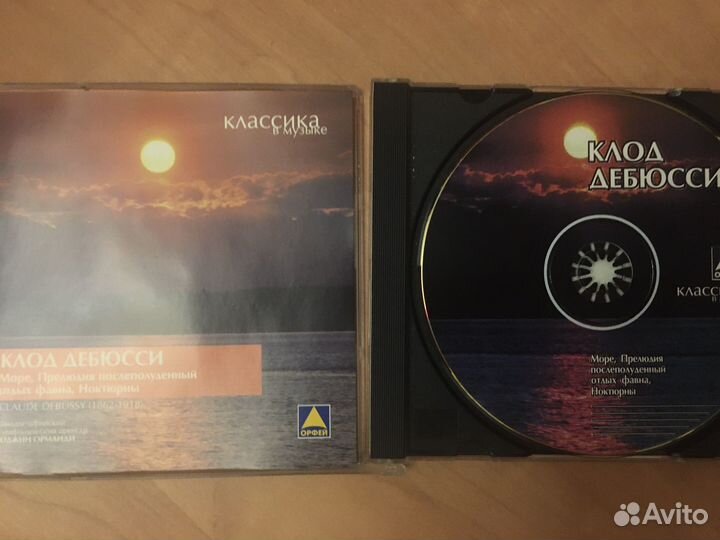 классика
в музыке
КЛОД ДЕБЮССИ
Море, Прелюдия послеполуденный
отдых фавна, Ноктюрны
CLAUDE DEBUSSY (1862-1918)
ОРФЕЙ
КЛОД
ДЕБЮССИ
Море, Прелюдия
послеполуденный
отдых фавна,
Ноктюрны
Avito